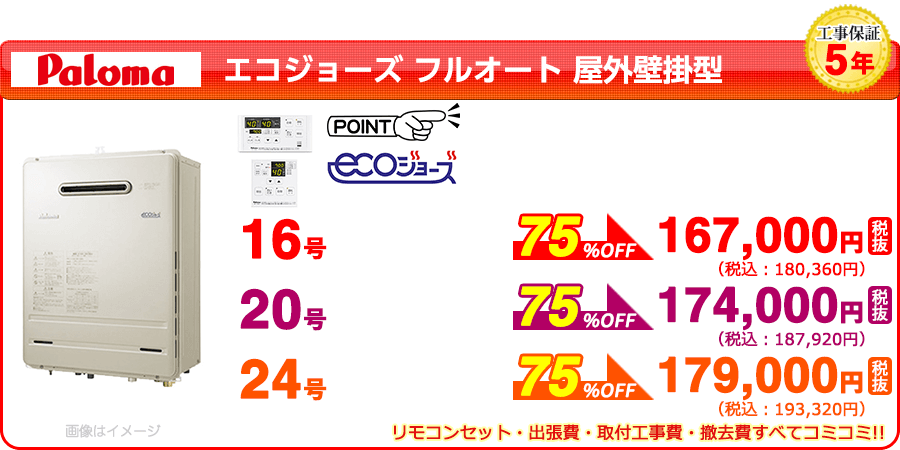 Paloma エコジョーズ フルオート 屋外壁掛型
工事保証
5年
POINT
ecoジョーズ
16号 75%OFF 167,000円 税抜
（税込：180,360円）
20号 75%OFF 174,000円 税抜
（税込：187,920円）
24号 75%OFF 179,000円 税抜
（税込：193,320円）
画像はイメージ
リモコンセット・出張費・取付工事費・撤去費すべてコミコミ!!